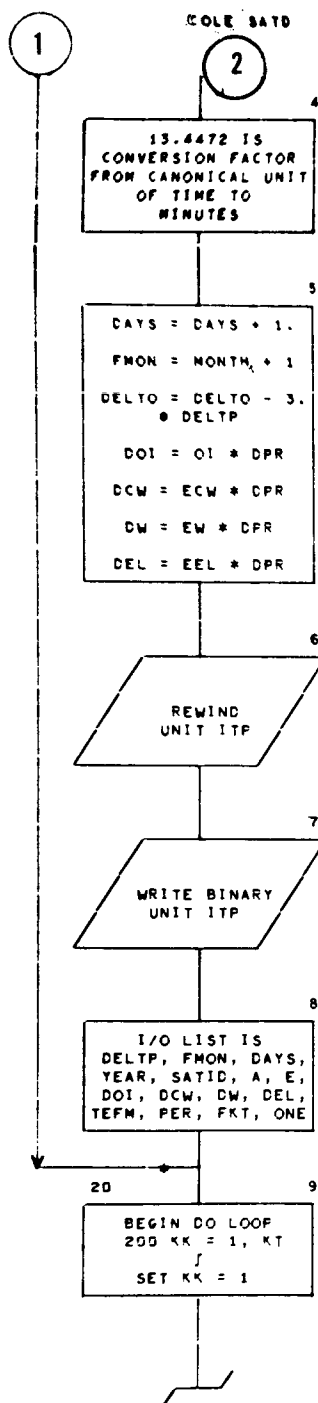 COLE SATD
1
2
4
13.4472 IS
CONVERSION FACTOR
FROM CANONICAL UNIT
OF TIME TO
MINUTES
5
DAYS = DAYS + 1.
FMON = MONTH + 1
DELTO = DELTO - 3.
* DELTP
DOI = OI * DPR
DCW = ECW * DPR
DW = EW * DPR
DEL = EEL * DPR
6
REWIND
UNIT ITP
7
WRITE BINARY
UNIT ITP
8
I/O LIST IS
DELTP, FMON, DAYS,
YEAR, SATID, A, E,
DOI, DCW, DW, DEL,
TEFM, PER, FKT, ONE
20
9
BEGIN DO LOOP
200 KK = 1, KT
SET KK = 1